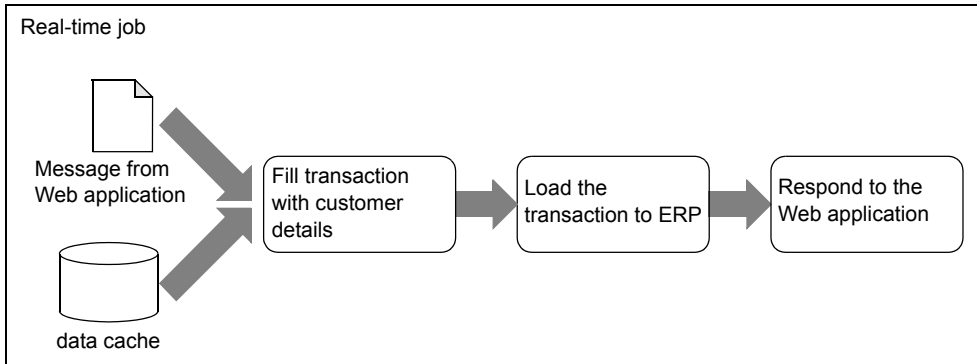 Real-time job
Message from
Web application
data cache
Fill transaction
with customer
details
Load the
transaction to ERP
Respond to the
Web application